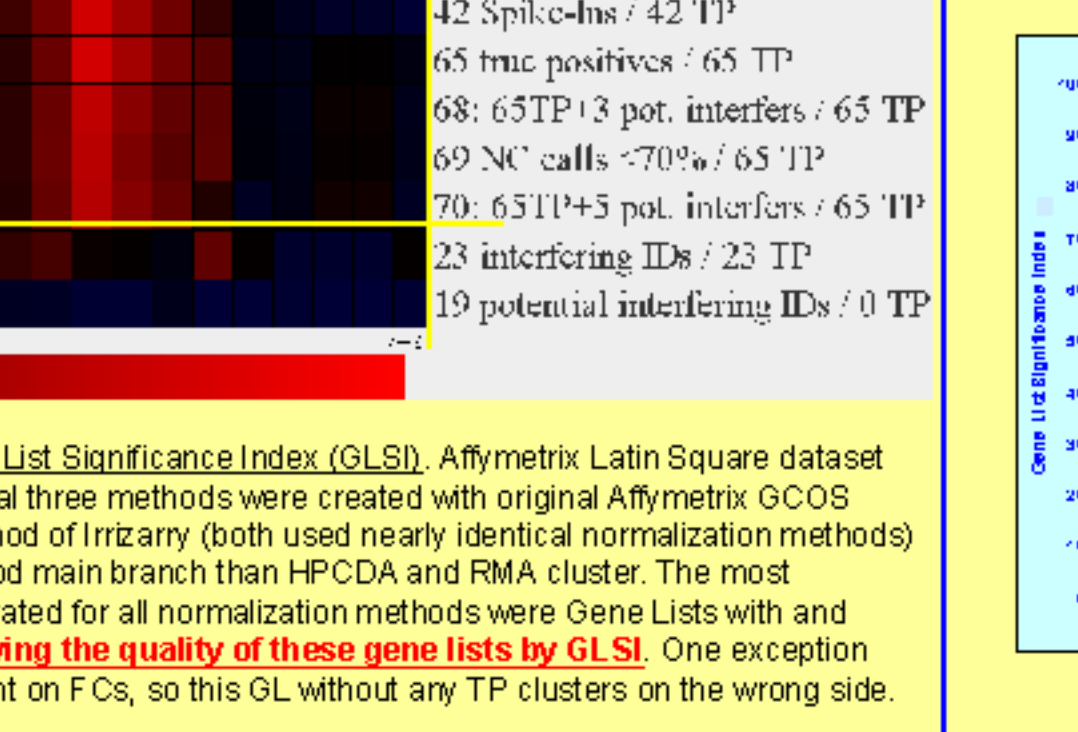 42 Spike-Ins / 42 TP
65 true positives / 65 TP
68: 65TP+3 pot. interfers / 65 TP
69 NC calls <70% / 65 TP
70: 65TP+5 pot. interfers / 65 TP
23 interfering IDs / 23 TP
19 potential interfering IDs / 0 TP
List Significance Index (GLSI). Affymetrix Latin Square dataset
al three methods were created with original Affymetrix GCOS
od of Irrizarry (both used nearly identical normalization methods)
od main branch than HPCDA and RMA cluster. The most
rated for all normalization methods were Gene Lists with and
ving the quality of these gene lists by GLSI. One exception
nt on FCs, so this GL without any TP clusters on the wrong side.
Gene List Significance Index